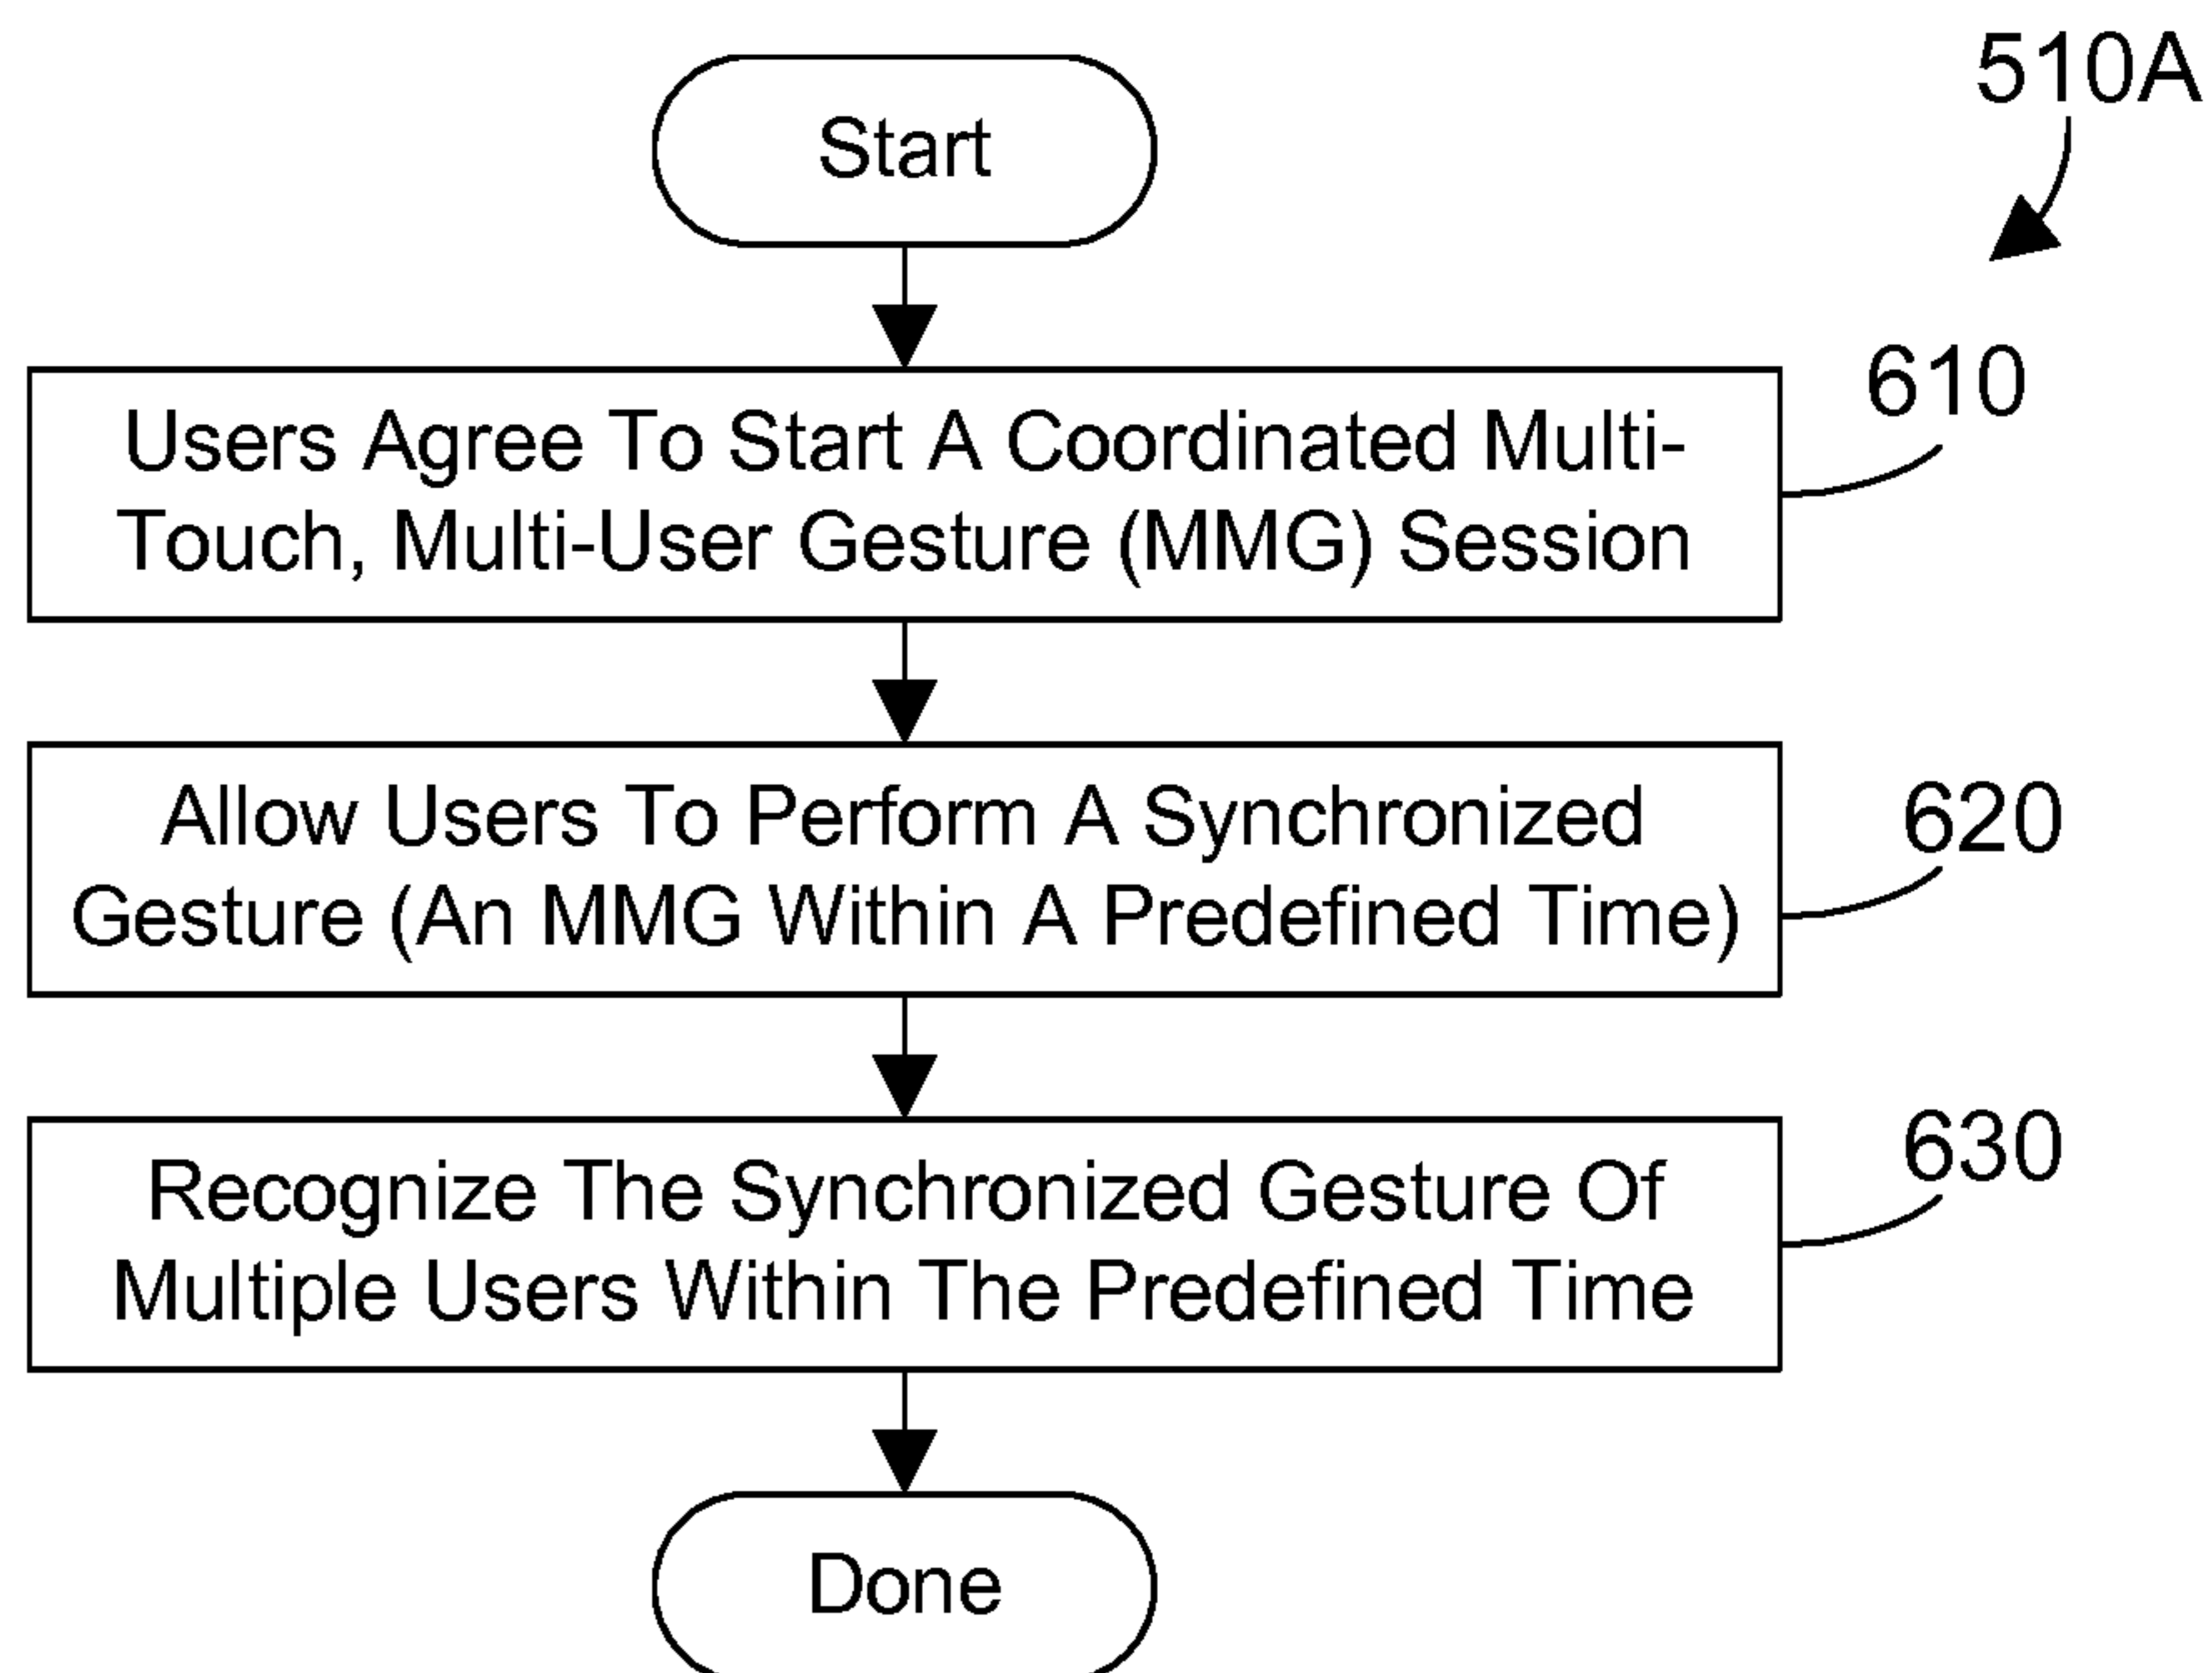 510A
Start
610
Users Agree To Start A Coordinated Multi-
Touch, Multi-User Gesture (MMG) Session
620
Allow Users To Perform A Synchronized
Gesture (An MMG Within A Predefined Time)
630
Recognize The Synchronized Gesture Of
Multiple Users Within The Predefined Time
Done